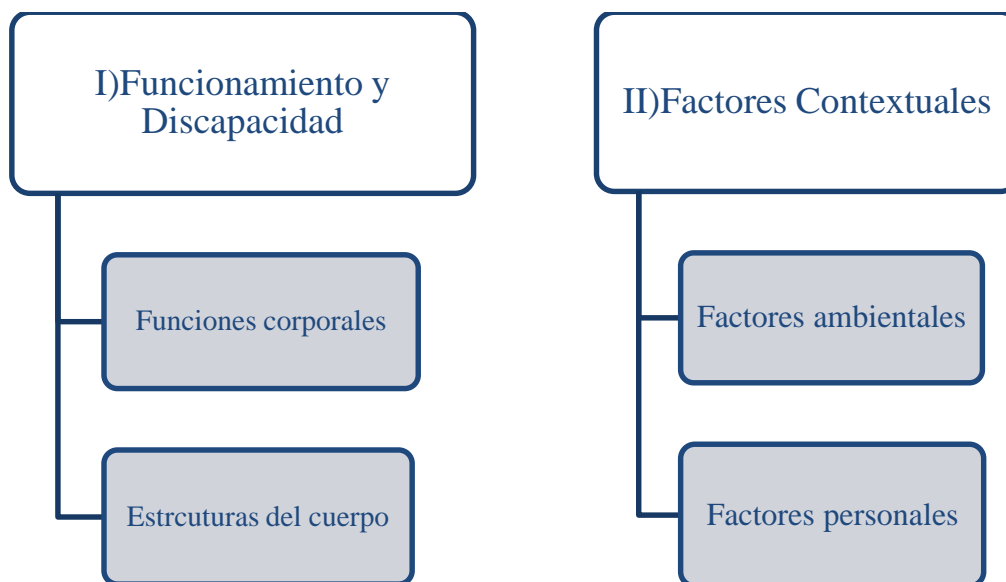 I)Funcionamiento y
Discapacidad
Funciones corporales
Estrcuturas del cuerpo
II)Factores Contextuales
Factores ambientales
Factores personales